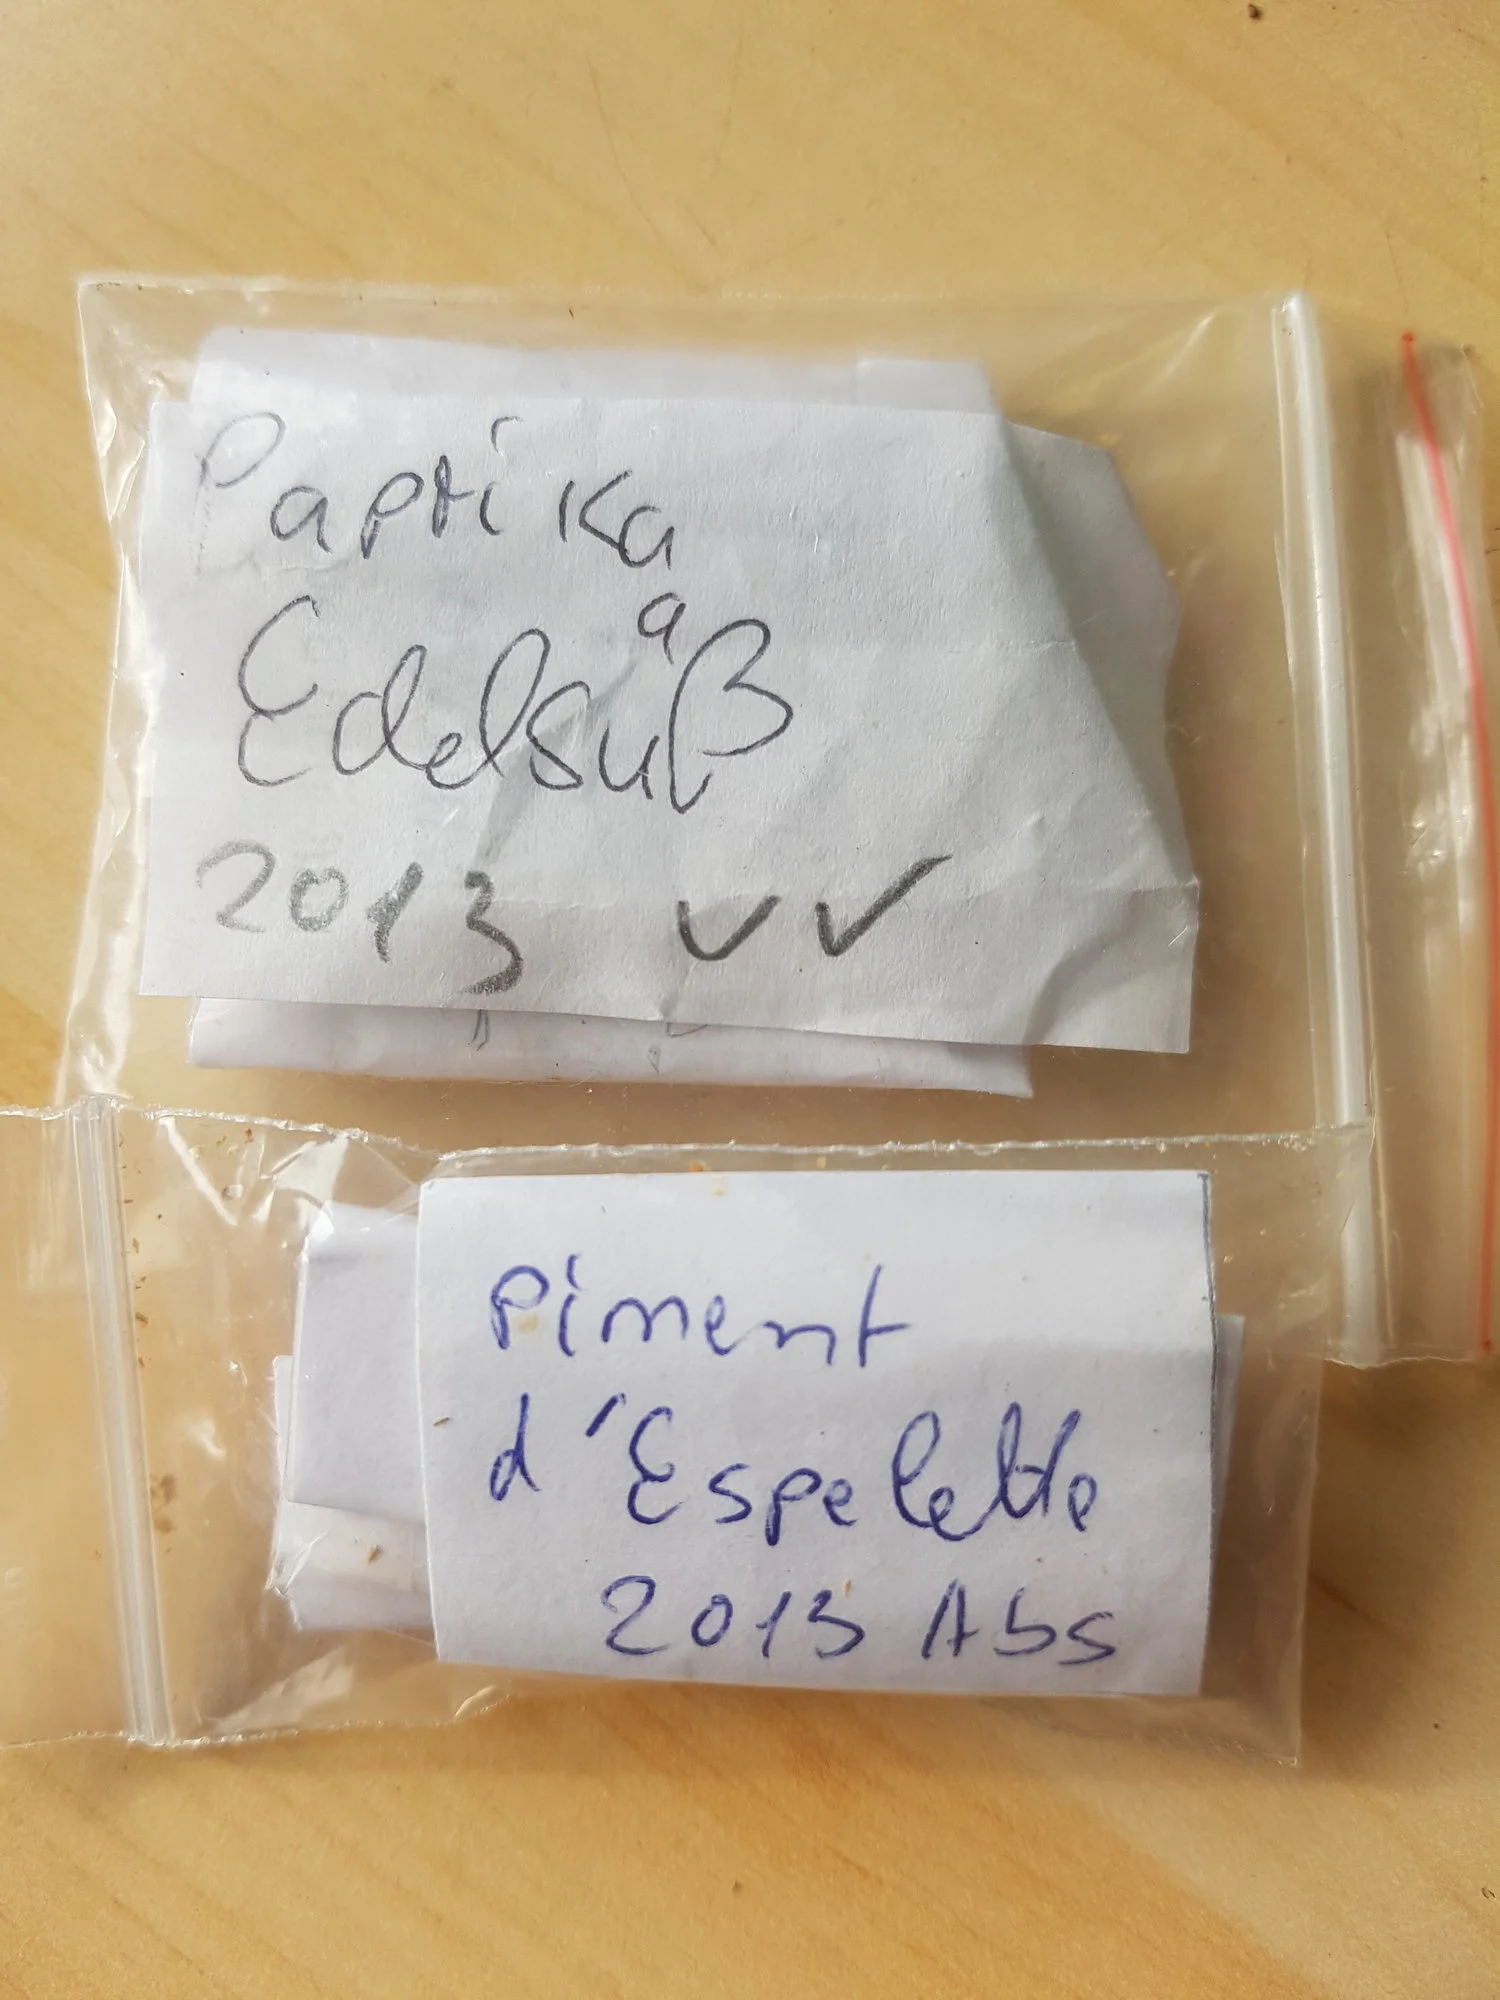 Paprika
Edelsüß
2013 ✓✓
Piment
d'Espelette
2013 Abs